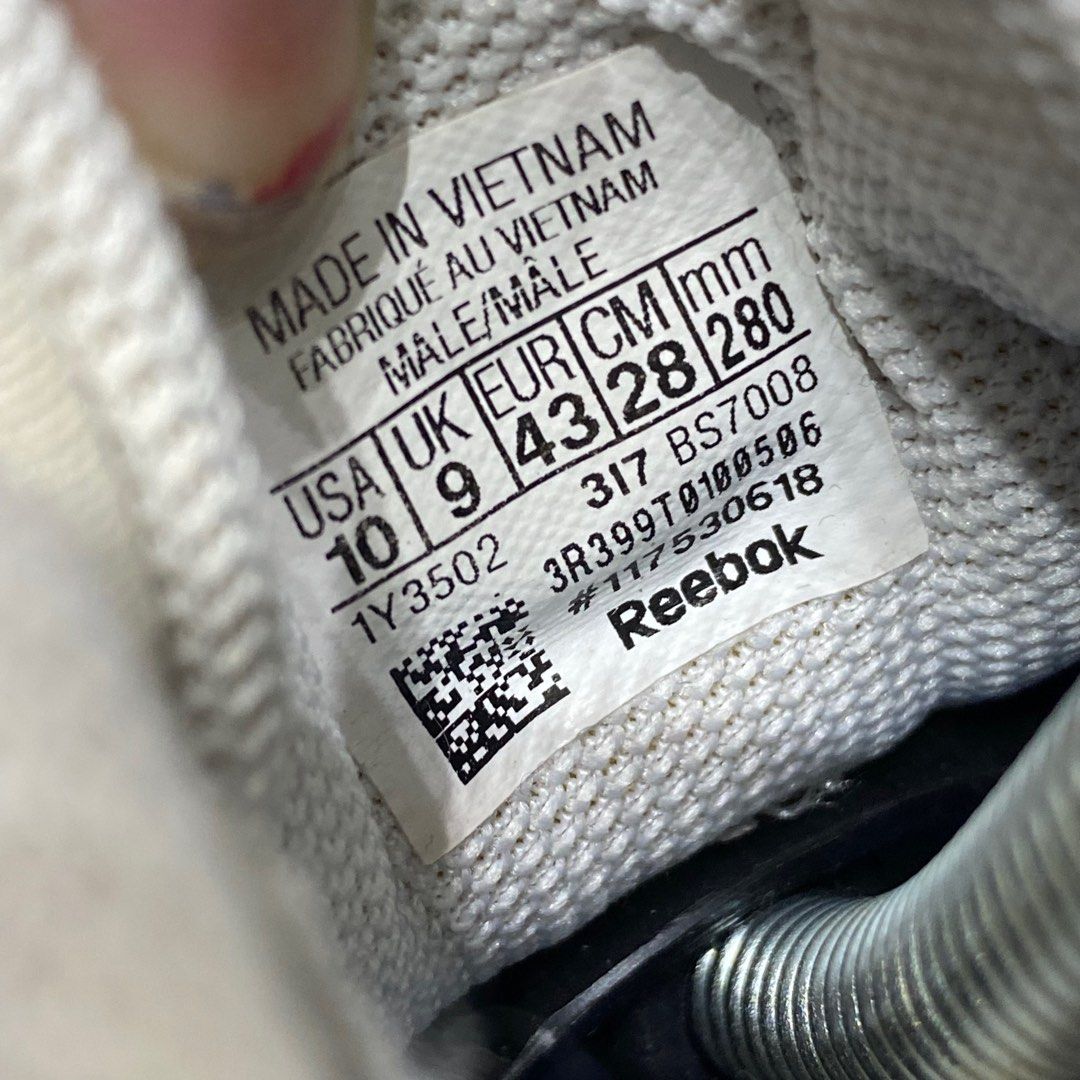 MADE IN VIETNAM
FABRIQUÉ AU VIETNAM
MALE/MÂLE
USA UK EUR CM mm
10 9 43 28 280
1Y3502 317 BS7008
3R399T0100506
#117530618
Reebok